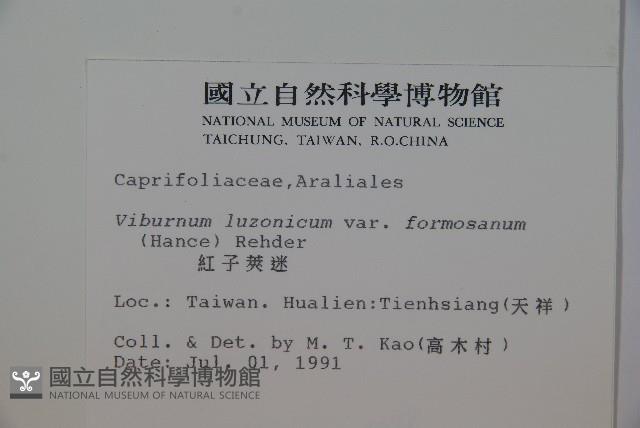 國立自然科學博物館
NATIONAL MUSEUM OF NATURAL SCIENCE
TAICHUNG, TAIWAN, R.O.CHINA
Caprifoliaceae,Araliales
Viburnum luzonicum var. formosanum
(Hance) Rehder
紅子莢迷
Loc.: Taiwan. Hualien:Tienhsiang(天祥)
Coll. & Det. by M. T. Kao(高木村)
Date: Jul, 01, 1991
國立自然科學博物館
NATIONAL MUSEUM OF NATURAL SCIENCE